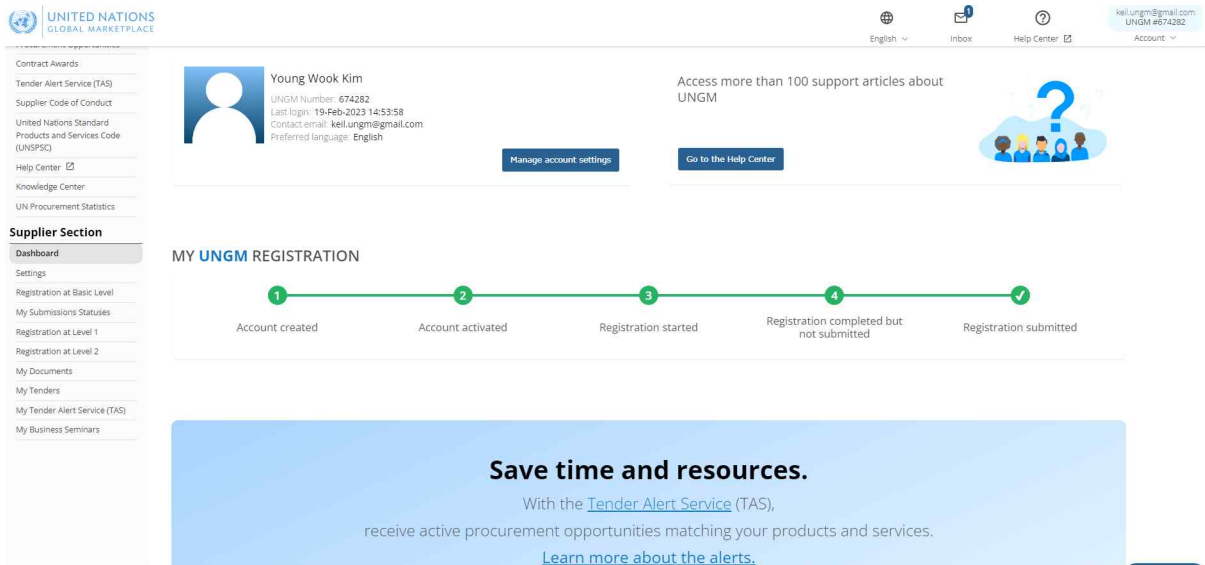 UNITED NATIONS
GLOBAL MARKETPLACE
English
1
Inbox
Help Center
keil.ungm@gmail.com
UNGM #674282
Account
Procurement Opportunities
Contract Awards
Tender Alert Service (TAS)
Supplier Code of Conduct
United Nations Standard
Products and Services Code
(UNSPSC)
Help Center
Knowledge Center
UN Procurement Statistics
Supplier Section
Dashboard
Settings
Registration at Basic Level
My Submissions Statuses
Registration at Level 1
Registration at Level 2
My Documents
My Tenders
My Tender Alert Service (TAS)
My Business Seminars
Young Wook Kim
UNGM Number: 674282
Last login: 19-Feb-2023 14:53:58
Contact email: keil.ungm@gmail.com
Preferred language: English
Manage account settings
Access more than 100 support articles about
UNGM
Go to the Help Center
?
MY UNGM REGISTRATION
1
2
3
4
Account created
Account activated
Registration started
Registration completed but
not submitted
Registration submitted
Save time and resources.
With the Tender Alert Service (TAS),
receive active procurement opportunities matching your products and services.
Learn more about the alerts.